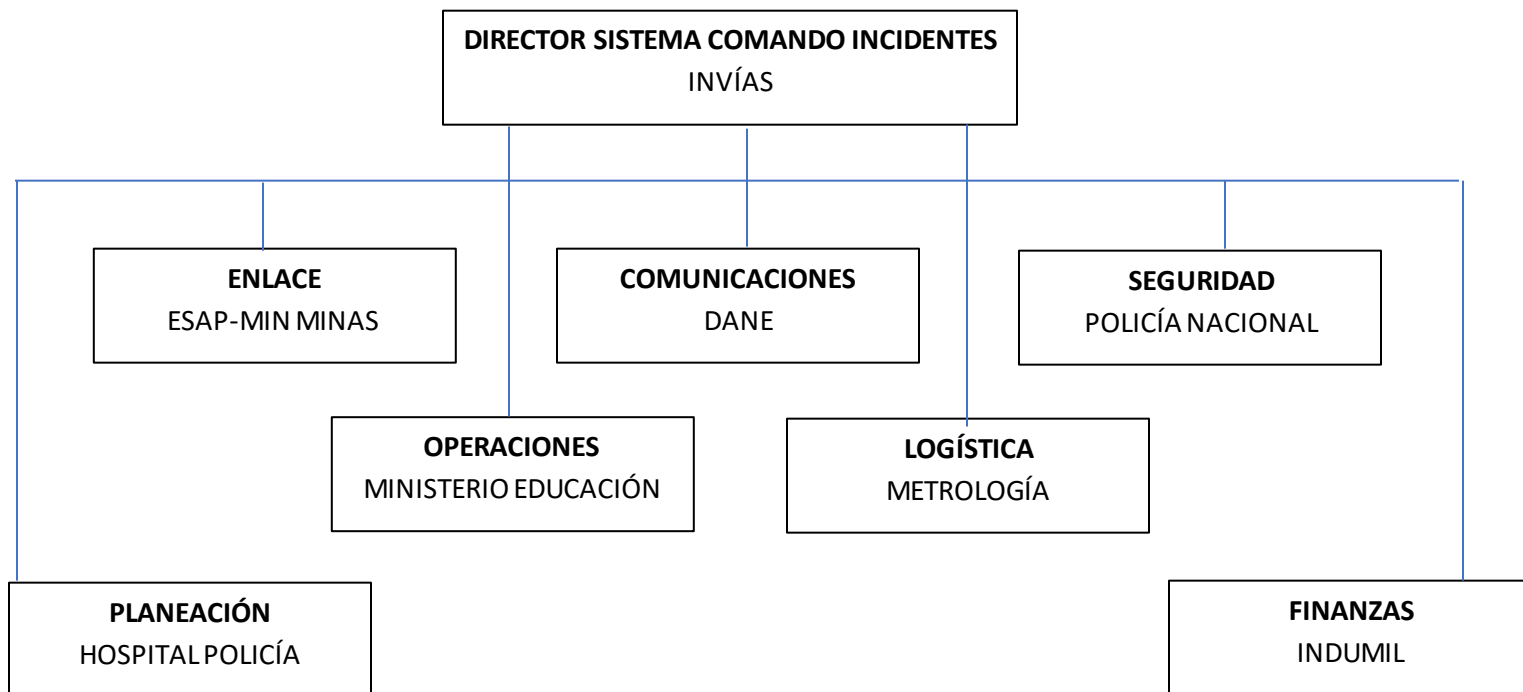 DIRECTOR SISTEMA COMANDO INCIDENTES
INVÍAS
ENLACE
ESAP-MIN MINAS
COMUNICACIONES
DANE
SEGURIDAD
POLICÍA NACIONAL
OPERACIONES
MINISTERIO EDUCACIÓN
LOGÍSTICA
METROLOGÍA
PLANEACIÓN
HOSPITAL POLICÍA
FINANZAS
INDUMIL